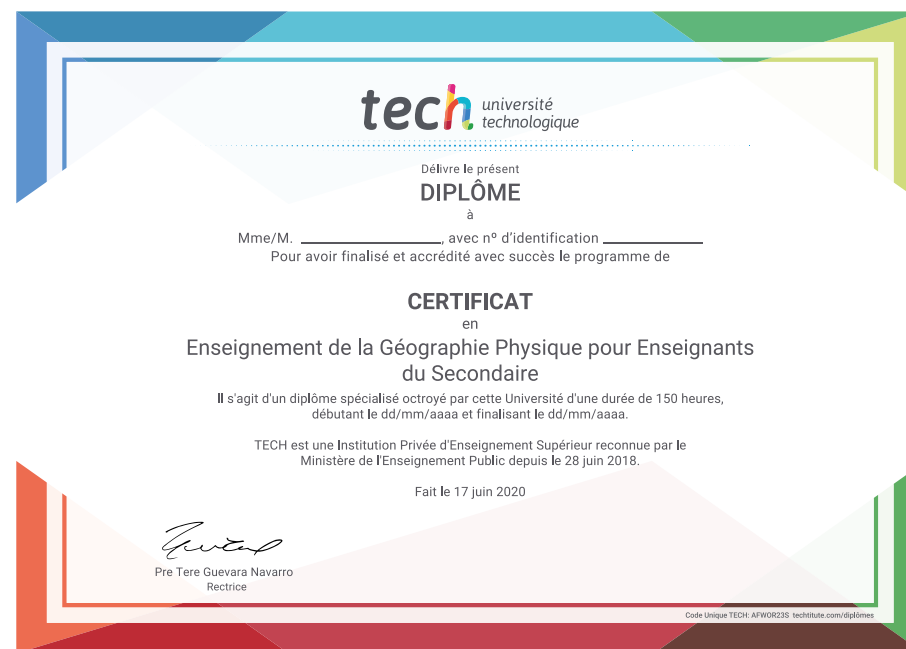 tech université
technologique
Délivre le présent
DIPLÔME
à
Mme/M. ____________________, avec nº d'identification ______________
Pour avoir finalisé et accrédité avec succès le programme de
CERTIFICAT
en
Enseignement de la Géographie Physique pour Enseignants
du Secondaire
Il s'agit d'un diplôme spécialisé octroyé par cette Université d'une durée de 150 heures,
débutant le dd/mm/aaaa et finalisant le dd/mm/aaaa.
TECH est une Institution Privée d'Enseignement Supérieur reconnue par le
Ministère de l'Enseignement Public depuis le 28 juin 2018.
Fait le 17 juin 2020
Pre Tere Guevara Navarro
Rectrice
Code Unique TECH: AFWOR23S techtitute.com/diplômes